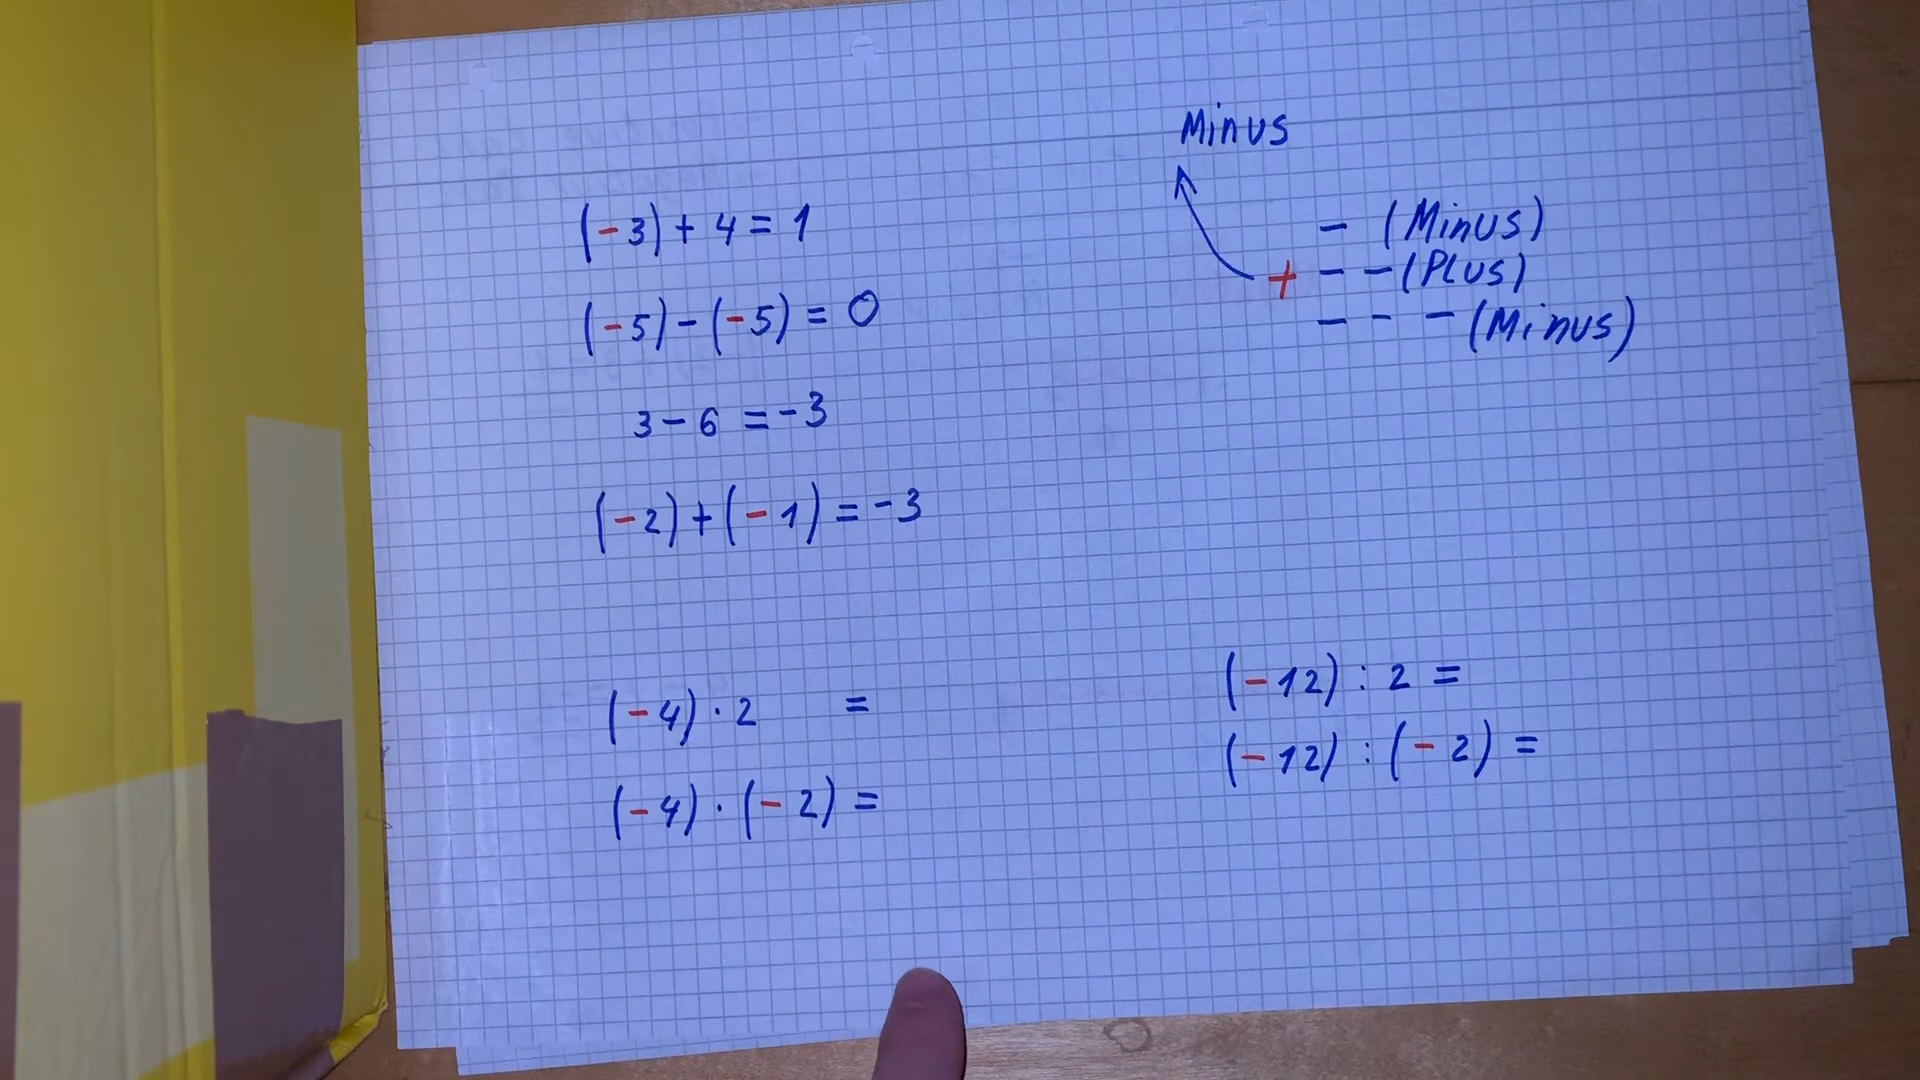 (-3) + 4 = 1
(-5) - (-5) = 0
3 - 6 = -3
(-2) + (-1) = -3
(-4) · 2 =
(-4) · (-2) =
Minus
- (Minus)
+ - - (Plus)
- - - (Minus)
(-12) : 2 =
(-12) : (-2) =